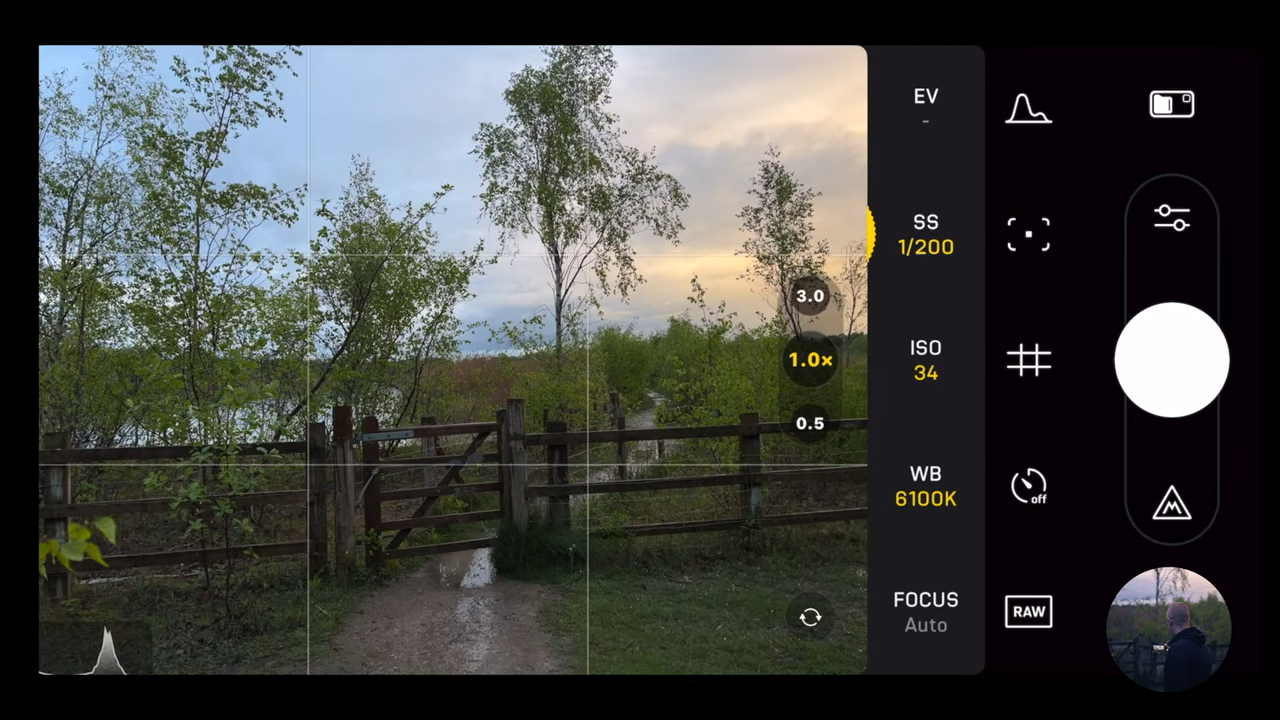 EV
-
SS
1/200
ISO
34
WB
6100K
FOCUS
Auto
3.0
1.0×
0.5
off
RAW
M